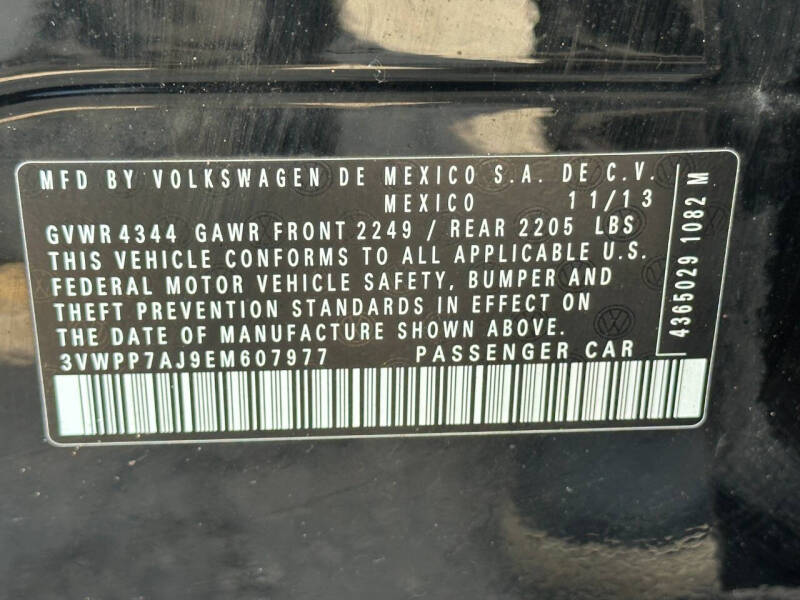 MFD BY VOLKSWAGEN DE MEXICO S.A. DE C.V.
MEXICO 11/13
GVWR 4344 GAWR FRONT 2249 / REAR 2205 LBS
THIS VEHICLE CONFORMS TO ALL APPLICABLE U.S.
FEDERAL MOTOR VEHICLE SAFETY, BUMPER AND
THEFT PREVENTION STANDARDS IN EFFECT ON
THE DATE OF MANUFACTURE SHOWN ABOVE.
3VWPP7AJ9EM607977 PASSENGER CAR
4365029 1082 M